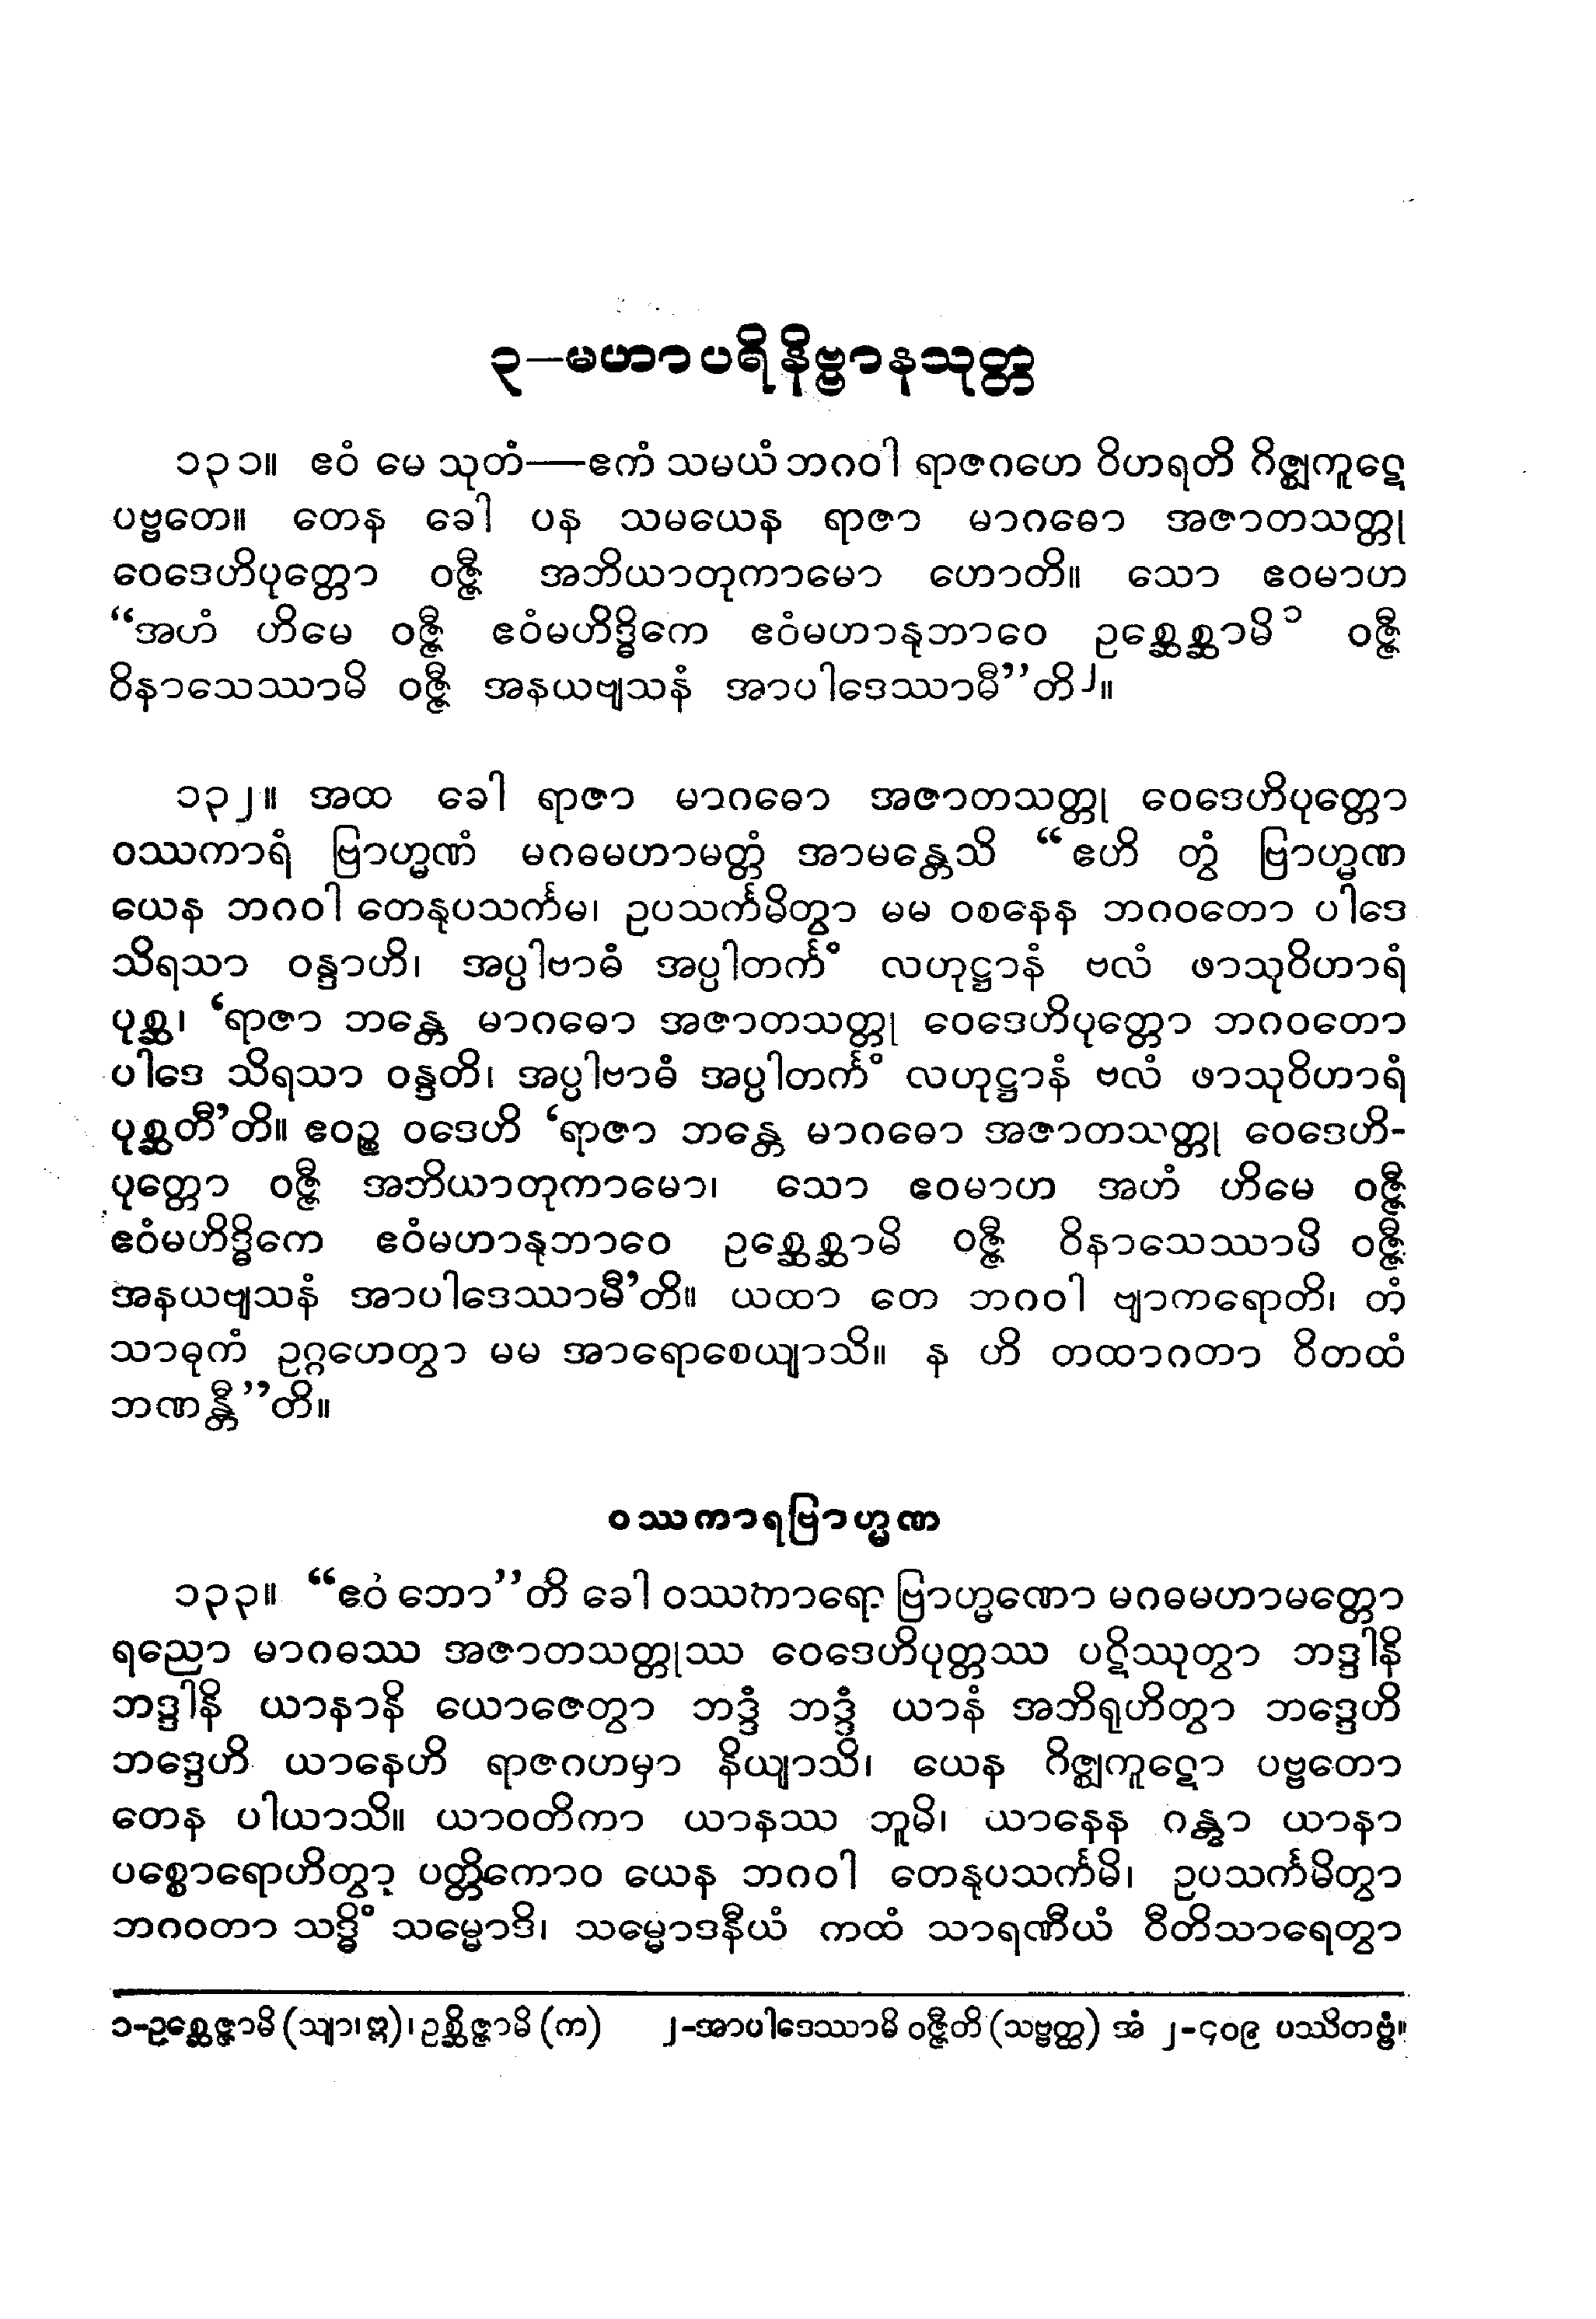 ၃—မဟာပရိနိဗ္ဗာနသုတ္တ
၁၃၁။ ဧဝံ မေ သုတံ—ဧကံ သမယံ ဘဂဝါ ရာဇဂဟေ ဝိဟရတိ ဂိဇ္ဈကူဋေ
ပဗ္ဗတေ။ တေန ခေါ ပန သမယေန ရာဇာ မာဂဓော အဇာတသတ္တု
ဝေဒေဟိပုတ္တော ဝဇ္ဇီ အဘိယာတုကာမော ဟောတိ။ သော ဧဝမာဟ
“အဟံ ဟိမေ ဝဇ္ဇီ ဧဝံမဟိဒ္ဓိကေ ဧဝံမဟာနုဘာဝေ ဥစ္ဆေစ္ဆာမိ၁ ဝဇ္ဇီ
ဝိနာသေဿာမိ ဝဇ္ဇီ အနယဗျသနံ အာပါဒေဿာမီ”တိ၂။
၁၃၂။ အထ ခေါ ရာဇာ မာဂဓော အဇာတသတ္တု ဝေဒေဟိပုတ္တော
ဝဿကာရံ ဗြာဟ္မဏံ မဂဓမဟာမတ္တံ အာမန္တေသိ “ဧဟိ တွံ ဗြာဟ္မဏ
ယေန ဘဂဝါ တေနုပသင်္ကမ၊ ဥပသင်္ကမိတွာ မမ ဝစနေန ဘဂဝတော ပါဒေ
သိရသာ ဝန္ဒာဟိ၊ အပ္ပါဗာဓံ အပ္ပါတင်္ကံ လဟုဋ္ဌာနံ ဗလံ ဖာသုဝိဟာရံ
ပုစ္ဆ၊ ‘ရာဇာ ဘန္တေ မာဂဓော အဇာတသတ္တု ဝေဒေဟိပုတ္တော ဘဂဝတော
ပါဒေ သိရသာ ဝန္ဒတိ၊ အပ္ပါဗာဓံ အပ္ပါတင်္ကံ လဟုဋ္ဌာနံ ဗလံ ဖာသုဝိဟာရံ
ပုစ္ဆတီ’တိ။ ဧဝဉ္စ ဝဒေဟိ ‘ရာဇာ ဘန္တေ မာဂဓော အဇာတသတ္တု ဝေဒေဟိ-
ပုတ္တော ဝဇ္ဇီ အဘိယာတုကာမော၊ သော ဧဝမာဟ အဟံ ဟိမေ ဝဇ္ဇီ
ဧဝံမဟိဒ္ဓိကေ ဧဝံမဟာနုဘာဝေ ဥစ္ဆေစ္ဆာမိ ဝဇ္ဇီ ဝိနာသေဿာမိ ဝဇ္ဇီ
အနယဗျသနံ အာပါဒေဿာမီ’တိ။ ယထာ တေ ဘဂဝါ ဗျာကရောတိ၊ တံ
သာဓုကံ ဥဂ္ဂဟေတွာ မမ အာရောစေယျာသိ။ န ဟိ တထာဂတာ ဝိတထံ
ဘဏန္တီ”တိ။
ဝဿကာရဗြာဟ္မဏ
၁၃၃။ “ဧဝံ ဘော”တိ ခေါ ဝဿကာရော ဗြာဟ္မဏော မဂဓမဟာမတ္တော
ရညော မာဂဓဿ အဇာတသတ္တုဿ ဝေဒေဟိပုတ္တဿ ပဋိဿုတွာ ဘဒ္ဒါနိ
ဘဒ္ဒါနိ ယာနာနိ ယောဇေတွာ ဘဒ္ဒံ ဘဒ္ဒံ ယာနံ အဘိရုဟိတွာ ဘဒ္ဒေဟိ
ဘဒ္ဒေဟိ ယာနေဟိ ရာဇဂဟမှာ နိယျာသိ၊ ယေန ဂိဇ္ဈကူဋော ပဗ္ဗတော
တေန ပါယာသိ။ ယာဝတိကာ ယာနဿ ဘူမိ၊ ယာနေန ဂန္တွာ ယာနာ
ပစ္စောရောဟိတွာ ပတ္တိကောဝ ယေန ဘဂဝါ တေနုပသင်္ကမိ၊ ဥပသင်္ကမိတွာ
ဘဂဝတာ သဒ္ဓိံ သမ္မောဒိ၊ သမ္မောဒနီယံ ကထံ သာရဏီယံ ဝီတိသာရေတွာ
၁-ဥစ္ဆေဇ္ဇာမိ (သျာ၊ ဣ)၊ ဥစ္ဆိဇ္ဇာမိ (က) ၂-အာပါဒေဿာမိ ဝဇ္ဇီတိ (သဗ္ဗတ္ထ) အံ ၂-၄၀၉ ပဿိတဗ္ဗံ။